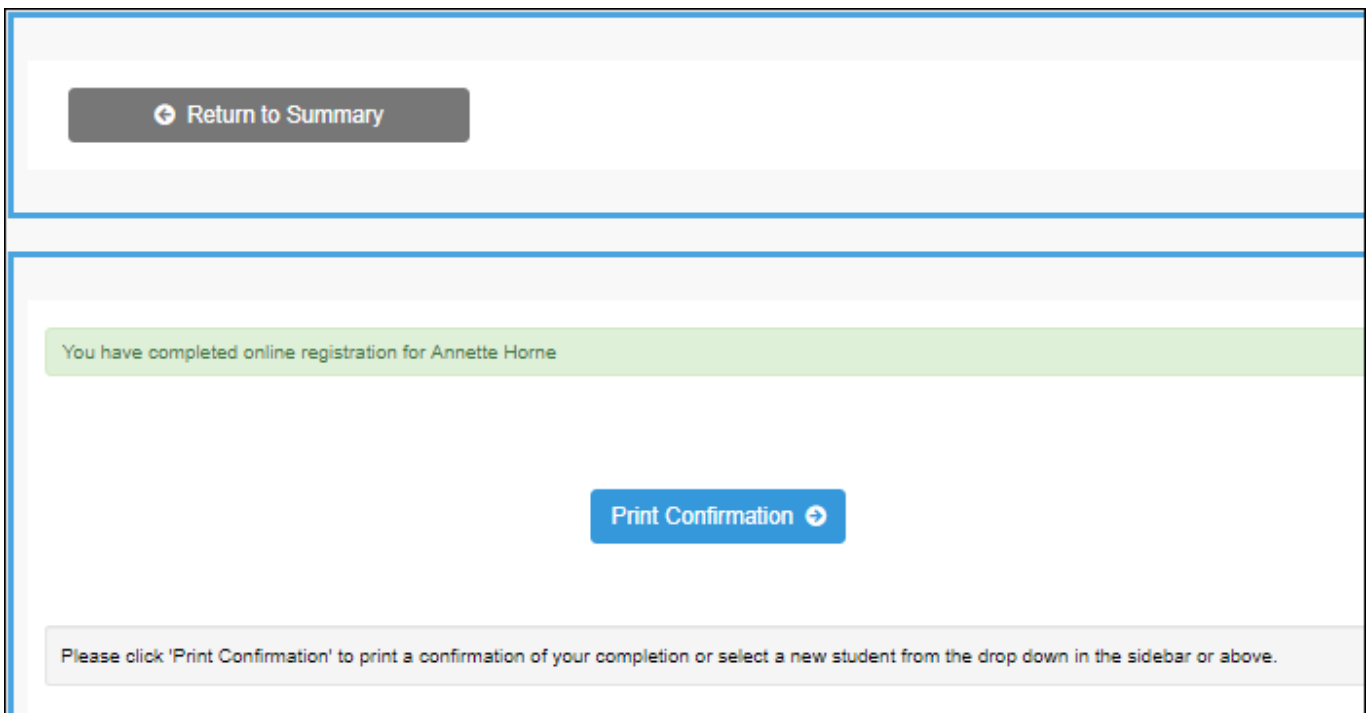 Return to Summary
You have completed online registration for Annette Horne
Print Confirmation
Please click 'Print Confirmation' to print a confirmation of your completion or select a new student from the drop down in the sidebar or above.